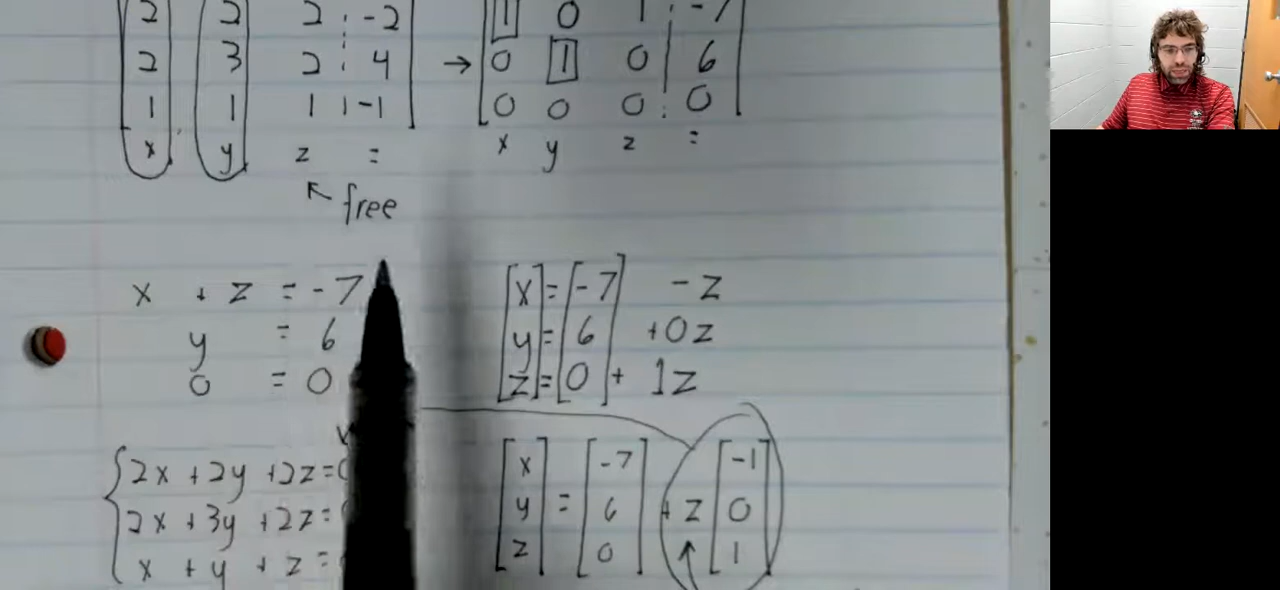 2 2 2 -2
2 3 2 4
1 1 1 -1
x y z =
← free
→
1 0 1 -7
0 1 0 6
0 0 0 0
x y z =
x + z = -7
y = 6
0 = 0
2x + 2y + 2z =
2x + 3y + 2z =
x + y + z =
x = -7 - z
y = 6 + 0z
z = 0 + 1z
x -7 -1
y = 6 + z 0
z 0 1